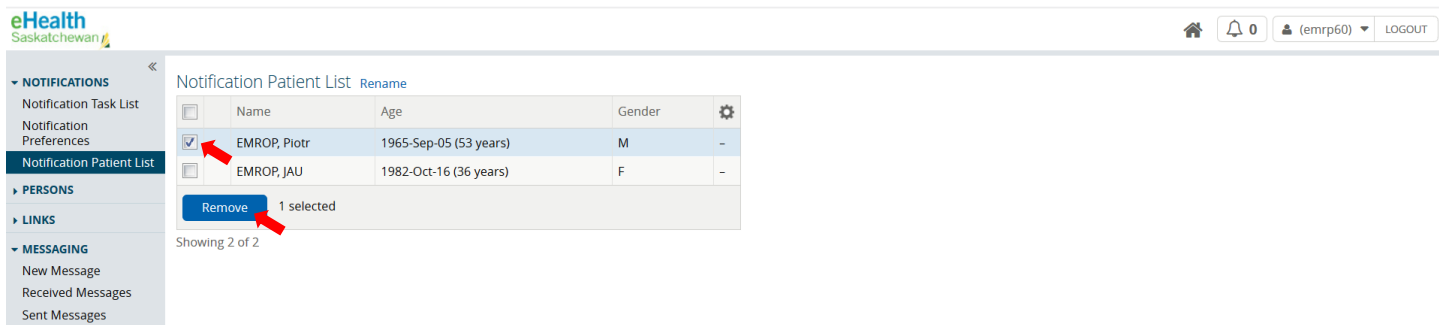 eHealth
Saskatchewan
0 (emrp60) LOGOUT
NOTIFICATIONS
Notification Task List
Notification
Preferences
Notification Patient List
PERSONS
LINKS
MESSAGING
New Message
Received Messages
Sent Messages
Notification Patient List Rename
Name Age Gender
EMROP, Piotr 1965-Sep-05 (53 years) M –
EMROP, JAU 1982-Oct-16 (36 years) F –
Remove 1 selected
Showing 2 of 2